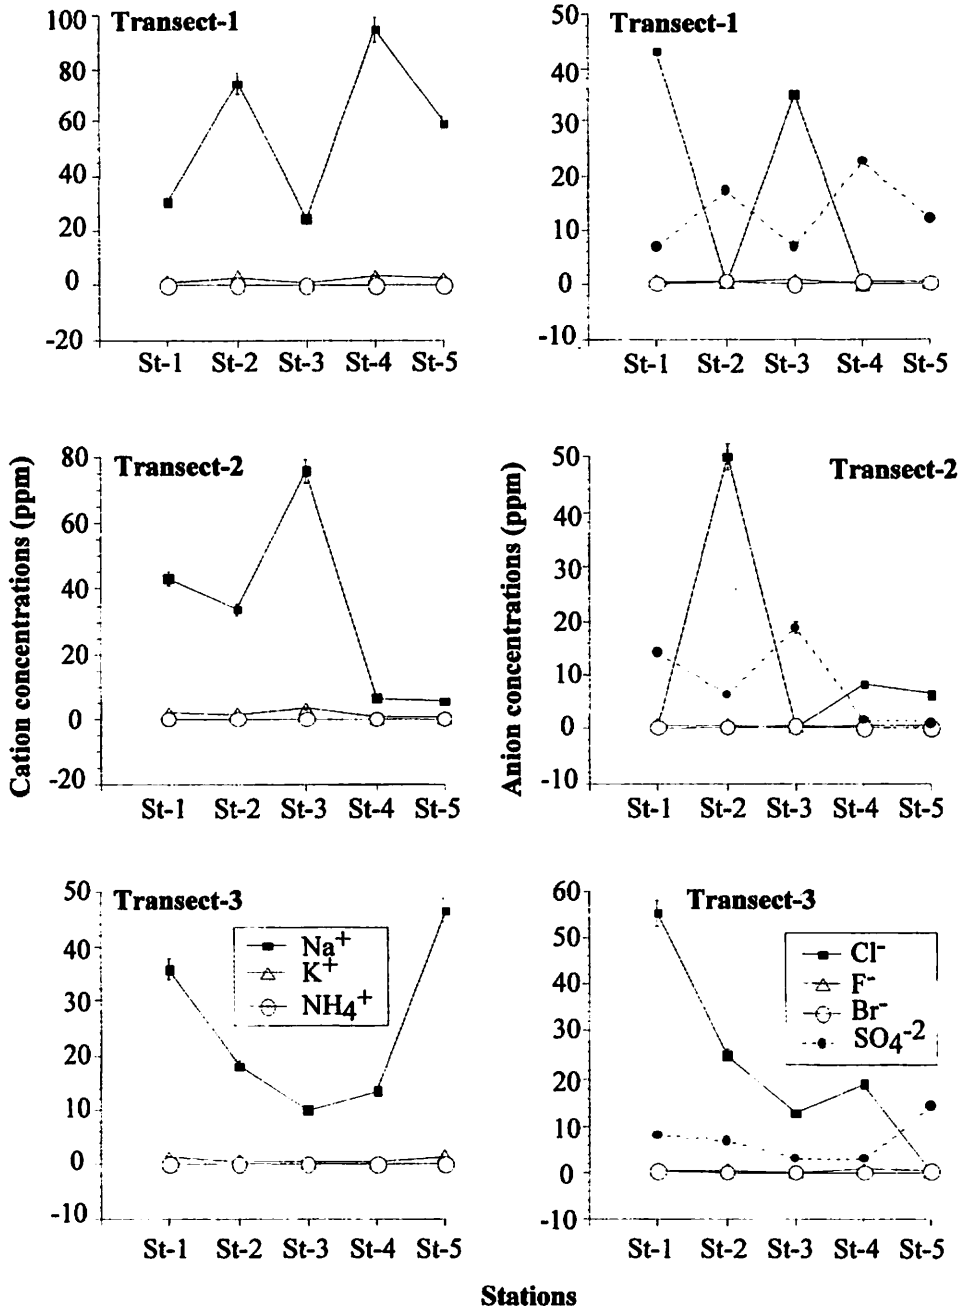 Transect-1
100
80
60
40
20
0
-20
St-1 St-2 St-3 St-4 St-5
Transect-1
50
40
30
20
10
0
-10
St-1 St-2 St-3 St-4 St-5
Cation concentrations (ppm)
Transect-2
80
60
40
20
0
-20
St-1 St-2 St-3 St-4 St-5
Anion concentrations (ppm)
Transect-2
50
40
50
20
10
0
-10
St-1 St-2 St-3 St-4 St-5
Transect-3
50
40
30
20
10
0
-10
Na+
K+
NH4+
St-1 St-2 St-3 St-4 St-5
Transect-3
60
50
40
30
20
10
0
-10
Cl-
F-
Br-
SO4-2
St-1 St-2 St-3 St-4 St-5
Stations